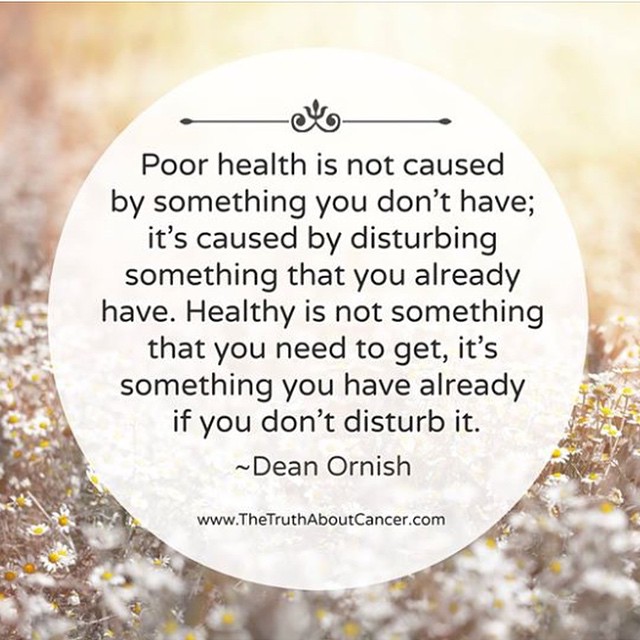 Poor health is not caused
by something you don't have;
it's caused by disturbing
something that you already
have. Healthy is not something
that you need to get, it's
something you have already
if you don't disturb it.
~Dean Ornish
www.TheTruthAboutCancer.com